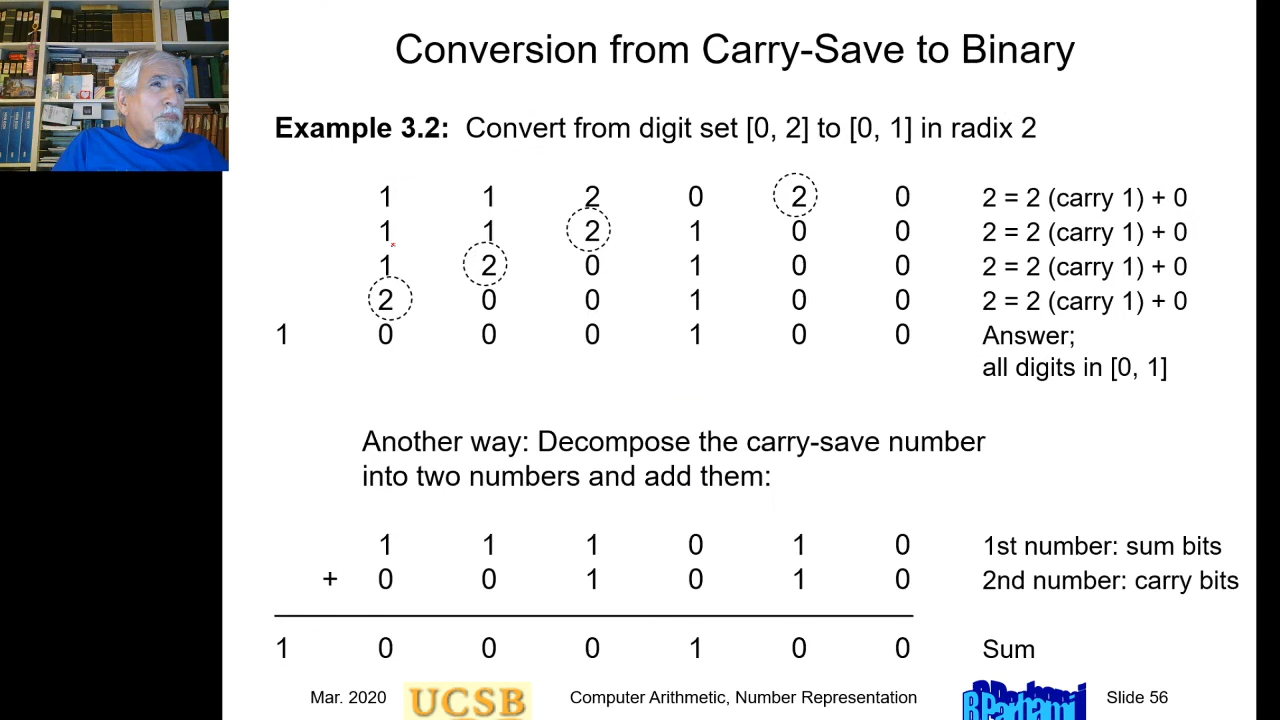 Conversion from Carry-Save to Binary
Example 3.2: Convert from digit set [0, 2] to [0, 1] in radix 2
1 1 2 0 2 0 2 = 2 (carry 1) + 0
1 1 2 1 0 0 2 = 2 (carry 1) + 0
1 2 0 1 0 0 2 = 2 (carry 1) + 0
2 0 0 1 0 0 2 = 2 (carry 1) + 0
1 0 0 0 1 0 0 Answer;
all digits in [0, 1]
Another way: Decompose the carry-save number
into two numbers and add them:
1 1 1 0 1 0 1st number: sum bits
+ 0 0 1 0 1 0 2nd number: carry bits
1 0 0 0 1 0 0 Sum
Mar. 2020 UCSB Computer Arithmetic, Number Representation B Parhami Slide 56